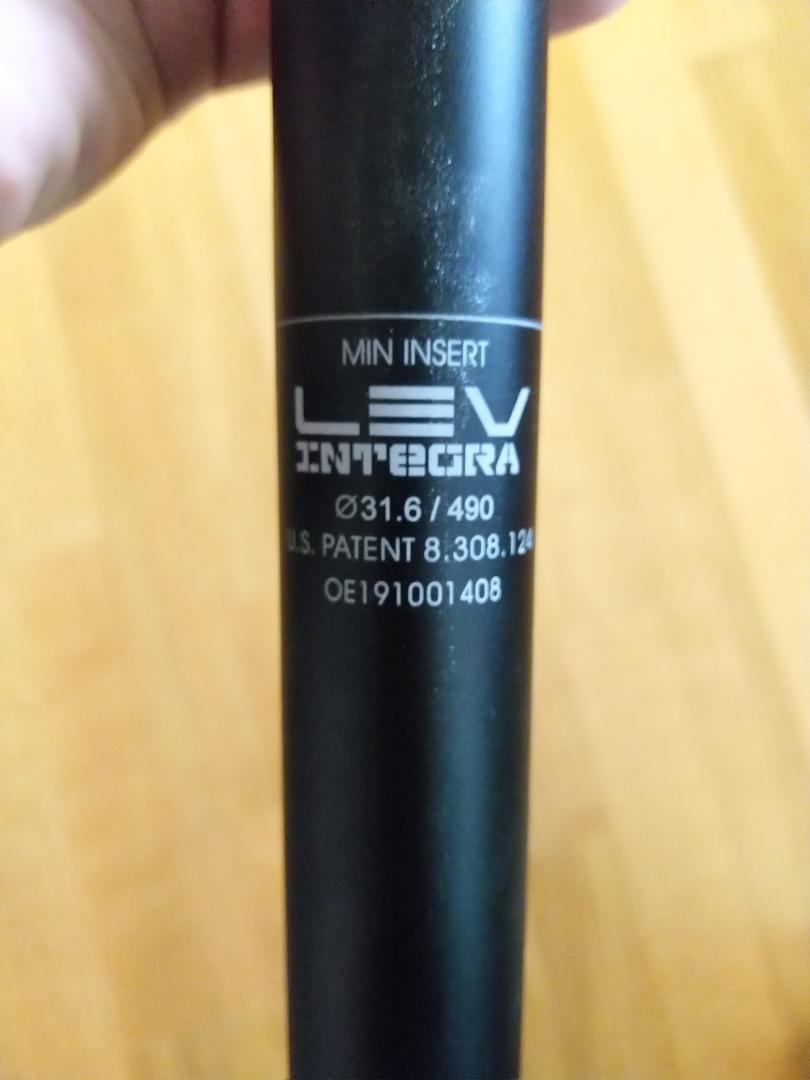 MIN INSERT
LEV
INTEGRA
Ø31.6 / 490
U.S. PATENT 8.308.124
OE191001408